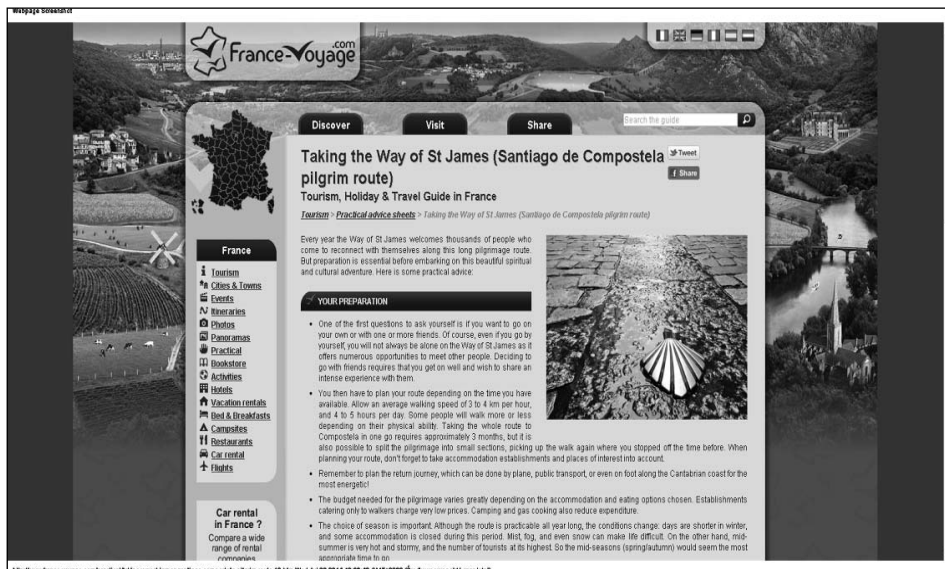 Webpage Screenshot
France-Voyage
.com
Discover
Visit
Share
Search the guide
Taking the Way of St James (Santiago de Compostela
pilgrim route)
Tweet
Share
Tourism, Holiday & Travel Guide in France
Tourism > Practical advice sheets > Taking the Way of St James (Santiago de Compostela pilgrim route)
France
Tourism
Cities & Towns
Events
Itineraries
Photos
Panoramas
Practical
Bookstore
Activities
Hotels
Vacation rentals
Bed & Breakfasts
Campsites
Restaurants
Car rental
Flights
Car rental
in France ?
Compare a wide
range of rental
companies
Every year the Way of St James welcomes thousands of people who
come to reconnect with themselves along this long pilgrimage route.
But preparation is essential before embarking on this beautiful spiritual
and cultural adventure. Here is some practical advice:
YOUR PREPARATION
• One of the first questions to ask yourself is if you want to go on
your own or with one or more friends. Of course, even if you go by
yourself, you will not always be alone on the Way of St James as it
offers numerous opportunities to meet other people. Deciding to
go with friends requires that you get on well and wish to share an
intense experience with them.
• You then have to plan your route depending on the time you have
available. Allow an average walking speed of 3 to 4 km per hour,
and 4 to 5 hours per day. Some people will walk more or less
depending on their physical ability. Taking the whole route to
Compostela in one go requires approximately 3 months, but it is
also possible to split the pilgrimage into small sections, picking up the walk again where you stopped off the time before. When
planning your route, don't forget to take accommodation establishments and places of interest into account.
• Remember to plan the return journey, which can be done by plane, public transport, or even on foot along the Cantabrian coast for the
most energetic!
• The budget needed for the pilgrimage varies greatly depending on the accommodation and eating options chosen. Establishments
catering only to walkers charge very low prices. Camping and gas cooking also reduce expenditure.
• The choice of season is important. Although the route is practicable all year long, the conditions change: days are shorter in winter,
and some accommodation is closed during this period. Mist, fog, and even snow can make life difficult. On the other hand, mid-
summer is very hot and stormy, and the number of tourists at its highest. So the mid-seasons (spring/autumn) would seem the most
appropriate time to go.